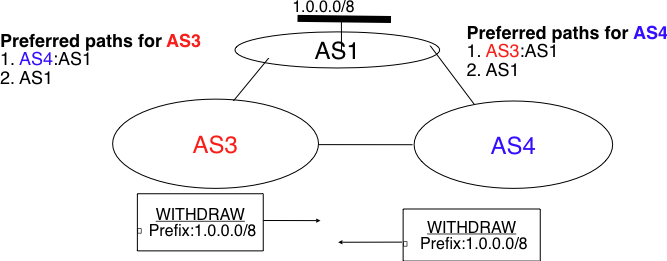 1.0.0.0/8
Preferred paths for AS3
1. AS4:AS1
2. AS1
AS1
Preferred paths for AS4
1. AS3:AS1
2. AS1
AS3
AS4
WITHDRAW
Prefix:1.0.0.0/8
WITHDRAW
Prefix:1.0.0.0/8